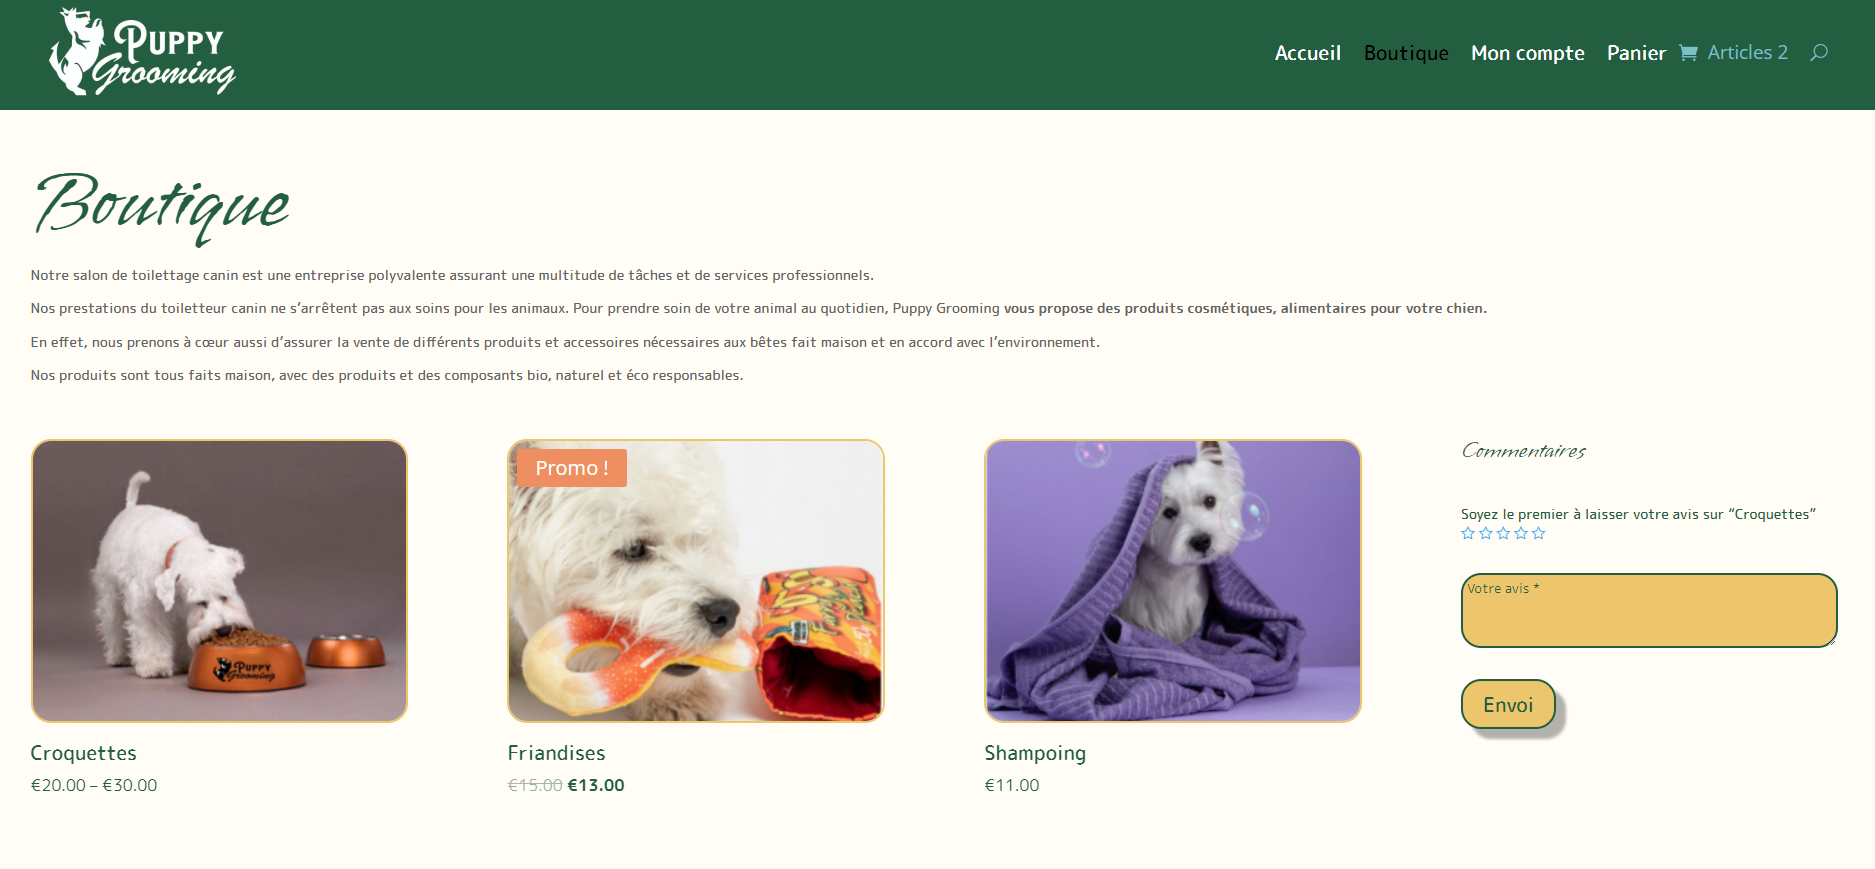 Puppy
Grooming
Accueil Boutique Mon compte Panier Articles 2
Boutique
Notre salon de toilettage canin est une entreprise polyvalente assurant une multitude de tâches et de services professionnels.
Nos prestations du toiletteur canin ne s’arrêtent pas aux soins pour les animaux. Pour prendre soin de votre animal au quotidien, Puppy Grooming vous propose des produits cosmétiques, alimentaires pour votre chien.
En effet, nous prenons à cœur aussi d’assurer la vente de différents produits et accessoires nécessaires aux bêtes fait maison et en accord avec l’environnement.
Nos produits sont tous faits maison, avec des produits et des composants bio, naturel et éco responsables.
Puppy
Grooming
Croquettes
€20.00 – €30.00
Promo !
Friandises
€15.00 €13.00
Shampoing
€11.00
Commentaires
Soyez le premier à laisser votre avis sur “Croquettes”
Votre avis *
Envoi